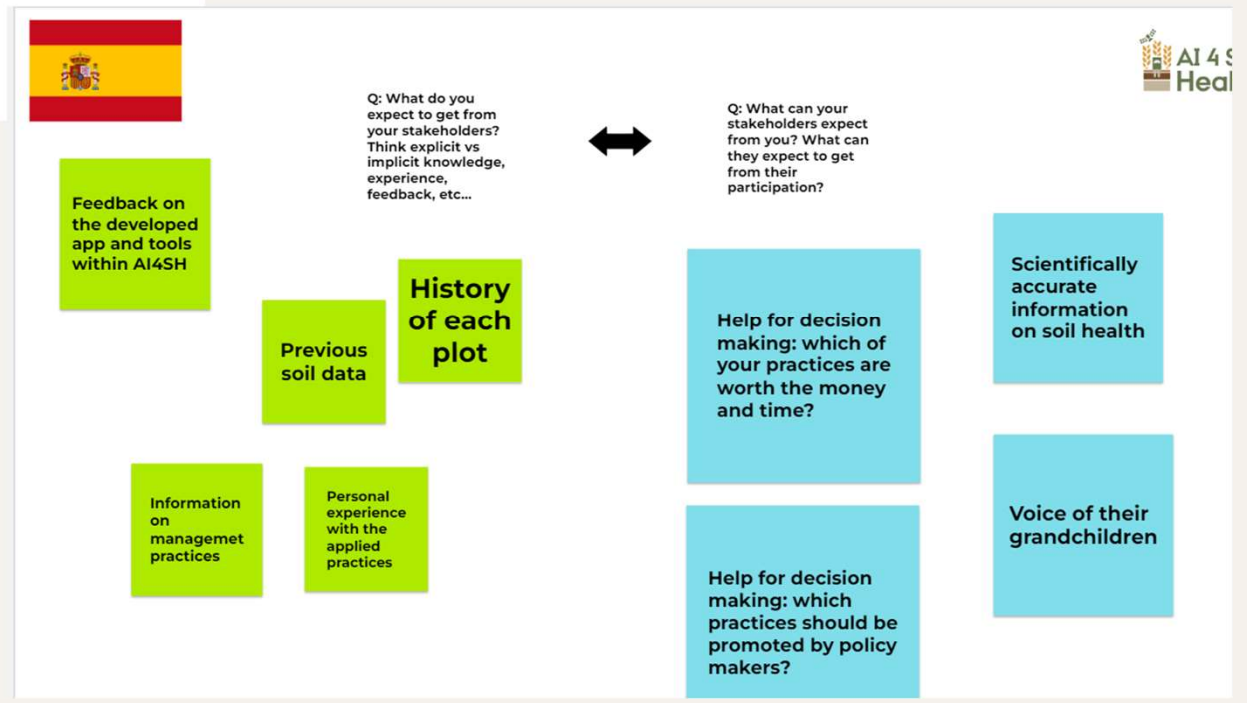 AI 4 S
Heal
Q: What do you
expect to get from
your stakeholders?
Think explicit vs
implicit knowledge,
experience,
feedback, etc...
Q: What can your
stakeholders expect
from you? What can
they expect to get
from their
participation?
Feedback on
the developed
app and tools
within AI4SH
History
of each
plot
Previous
soil data
Information
on
managemet
practices
Personal
experience
with the
applied
practices
Help for decision
making: which of
your practices are
worth the money
and time?
Scientifically
accurate
information
on soil health
Help for decision
making: which
practices should be
promoted by policy
makers?
Voice of their
grandchildren